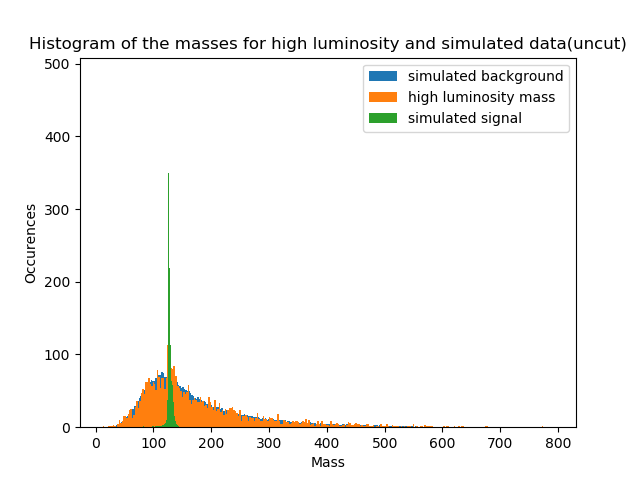 Histogram of the masses for high luminosity and simulated data(uncut)
500
400
300
200
100
0
Occurences
simulated background
high luminosity mass
simulated signal
0 100 200 300 400 500 600 700 800
Mass